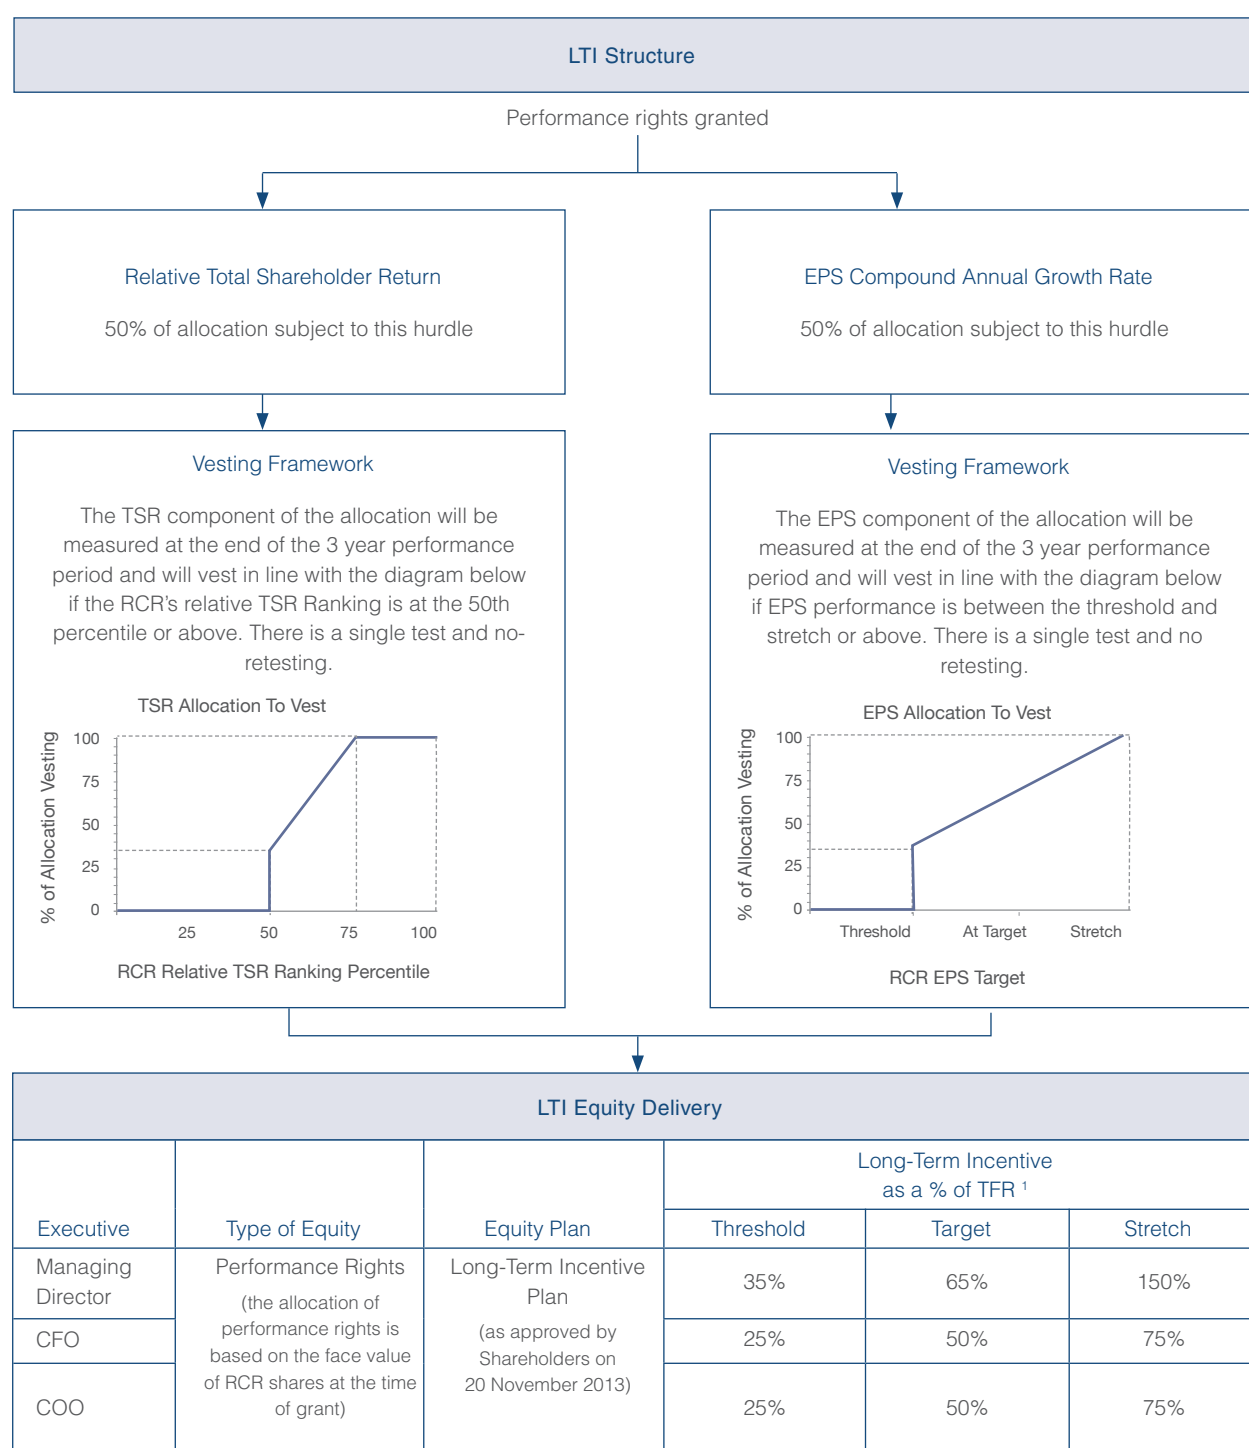 LTI Structure
Performance rights granted
Relative Total Shareholder Return
50% of allocation subject to this hurdle
EPS Compound Annual Growth Rate
50% of allocation subject to this hurdle
Vesting Framework
The TSR component of the allocation will be
measured at the end of the 3 year performance
period and will vest in line with the diagram below
if the RCR's relative TSR Ranking is at the 50th
percentile or above. There is a single test and no-
retesting.
TSR Allocation To Vest
% of Allocation Vesting
100
75
50
25
0
25 50 75 100
RCR Relative TSR Ranking Percentile
Vesting Framework
The EPS component of the allocation will be
measured at the end of the 3 year performance
period and will vest in line with the diagram below
if EPS performance is between the threshold and
stretch or above. There is a single test and no
retesting.
EPS Allocation To Vest
% of Allocation Vesting
100
75
50
25
0
Threshold At Target Stretch
RCR EPS Target
LTI Equity Delivery
Long-Term Incentive
as a % of TFR ¹
Executive Type of Equity Equity Plan Threshold Target Stretch
Managing
Director
Performance Rights
(the allocation of
performance rights is
based on the face value
of RCR shares at the time
of grant)
Long-Term Incentive
Plan
(as approved by
Shareholders on
20 November 2013)
35% 65% 150%
CFO 25% 50% 75%
COO 25% 50% 75%